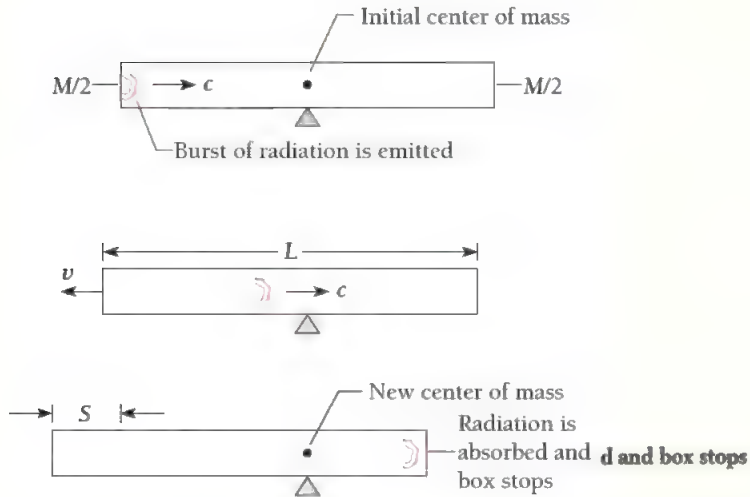 Initial center of mass
M/2
c
M/2
Burst of radiation is emitted
L
v
c
S
New center of mass
Radiation is
absorbed and d and box stops
box stops